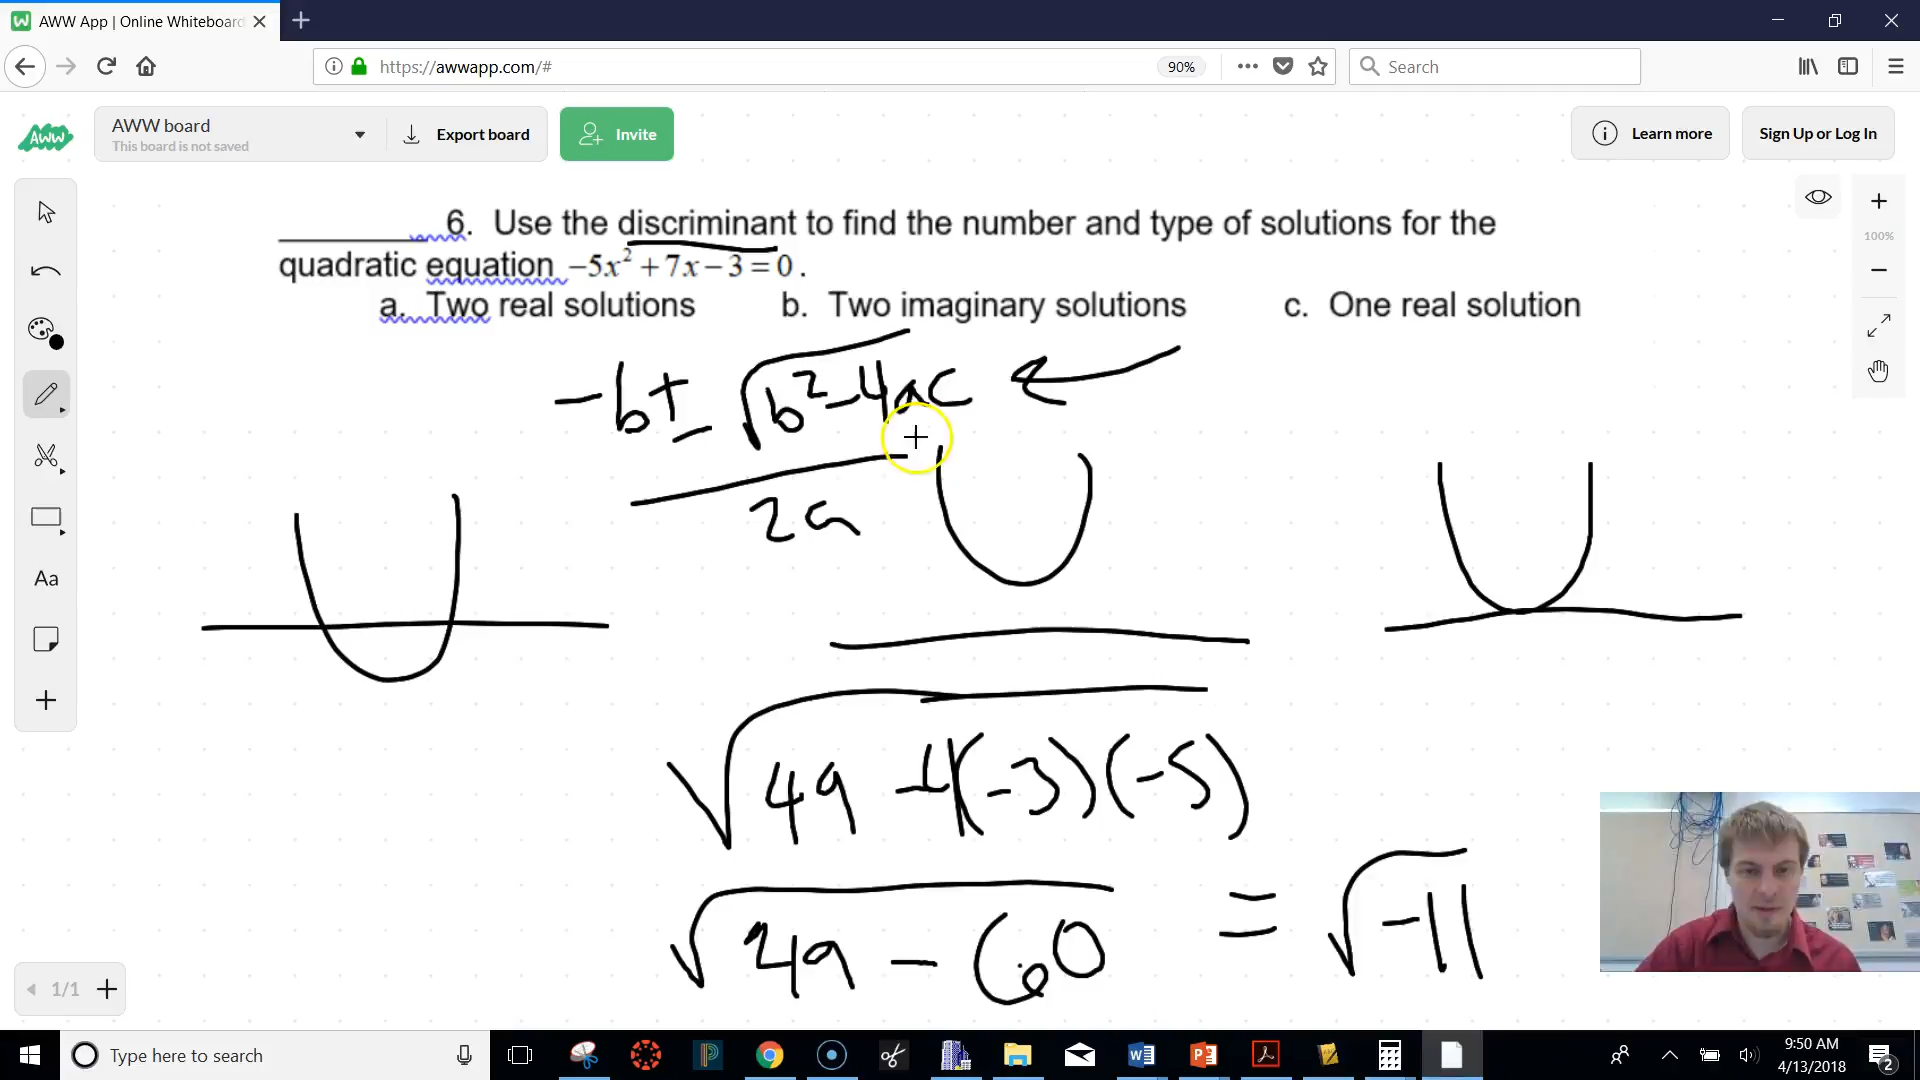 AWW App | Online Whiteboard
https://awwapp.com/#
90%
Search
AWW
AWW board
This board is not saved
Export board
Invite
Learn more
Sign Up or Log In
6. Use the discriminant to find the number and type of solutions for the
quadratic equation −5x² + 7x − 3 = 0 .
a. Two real solutions b. Two imaginary solutions c. One real solution
100%
−b ± √b² − 4ac
2a
Aa
√49 − 4(−3)(−5)
√49 − 60 = √−11
1/1
Type here to search
9:50 AM
4/13/2018
2